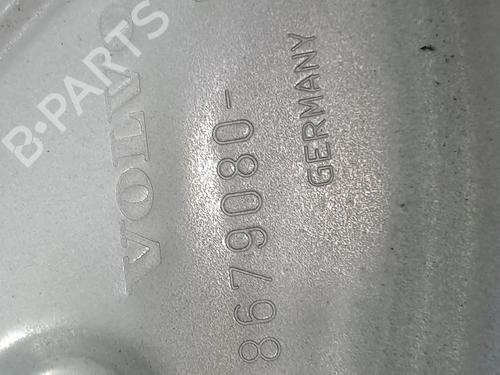 VOLVO
8679080-
GERMANY
B-PARTS